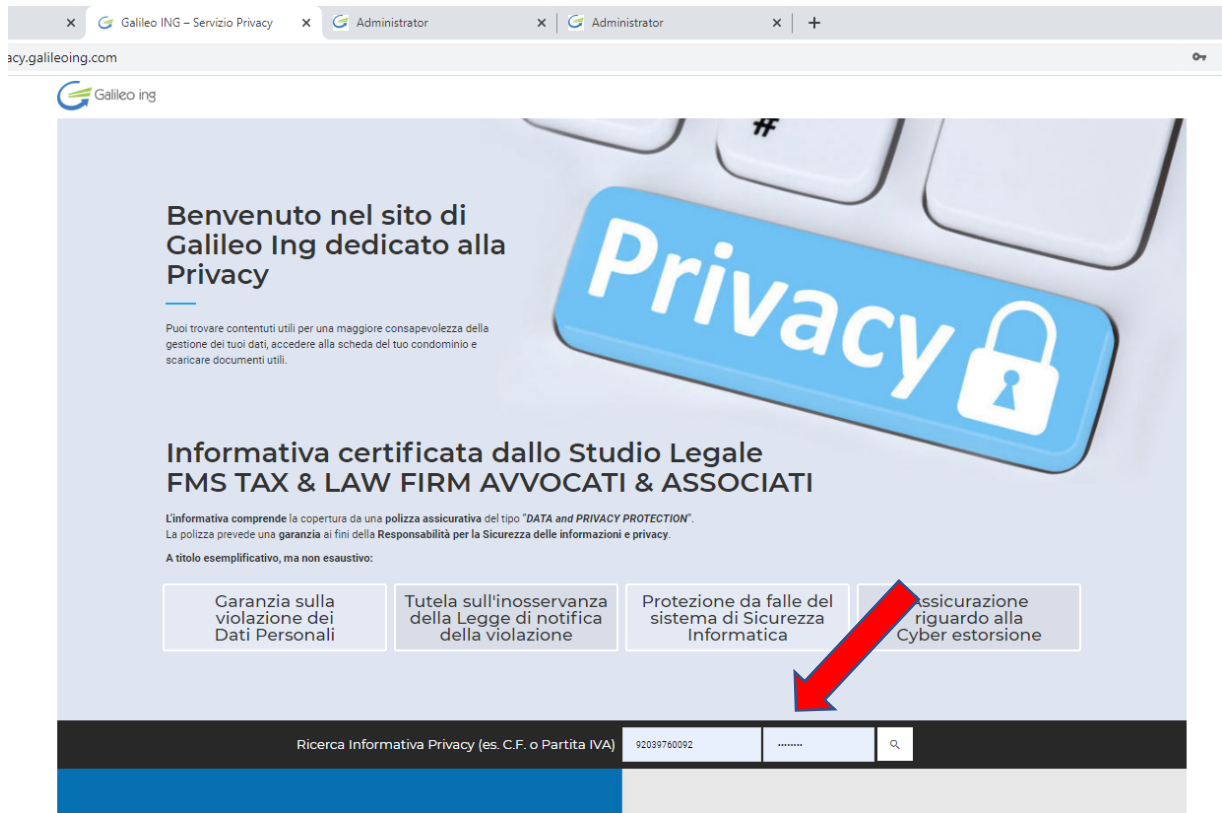 Galileo ING – Servizio Privacy
Administrator
Administrator
acy.galileoing.com
Galileo ing
#
Privacy
Benvenuto nel sito di
Galileo Ing dedicato alla
Privacy
Puoi trovare contentuti utili per una maggiore consapevolezza della
gestione dei tuoi dati, accedere alla scheda del tuo condominio e
scaricare documenti utili.
Informativa certificata dallo Studio Legale
FMS TAX & LAW FIRM AVVOCATI & ASSOCIATI
L'informativa comprende la copertura da una polizza assicurativa del tipo "DATA and PRIVACY PROTECTION".
La polizza prevede una garanzia ai fini della Responsabilità per la Sicurezza delle informazioni e privacy.
A titolo esemplificativo, ma non esaustivo:
Garanzia sulla
violazione dei
Dati Personali
Tutela sull'inosservanza
della Legge di notifica
della violazione
Protezione da falle del
sistema di Sicurezza
Informatica
Assicurazione
riguardo alla
Cyber estorsione
Ricerca Informativa Privacy (es. C.F. o Partita IVA)
92039760092
........